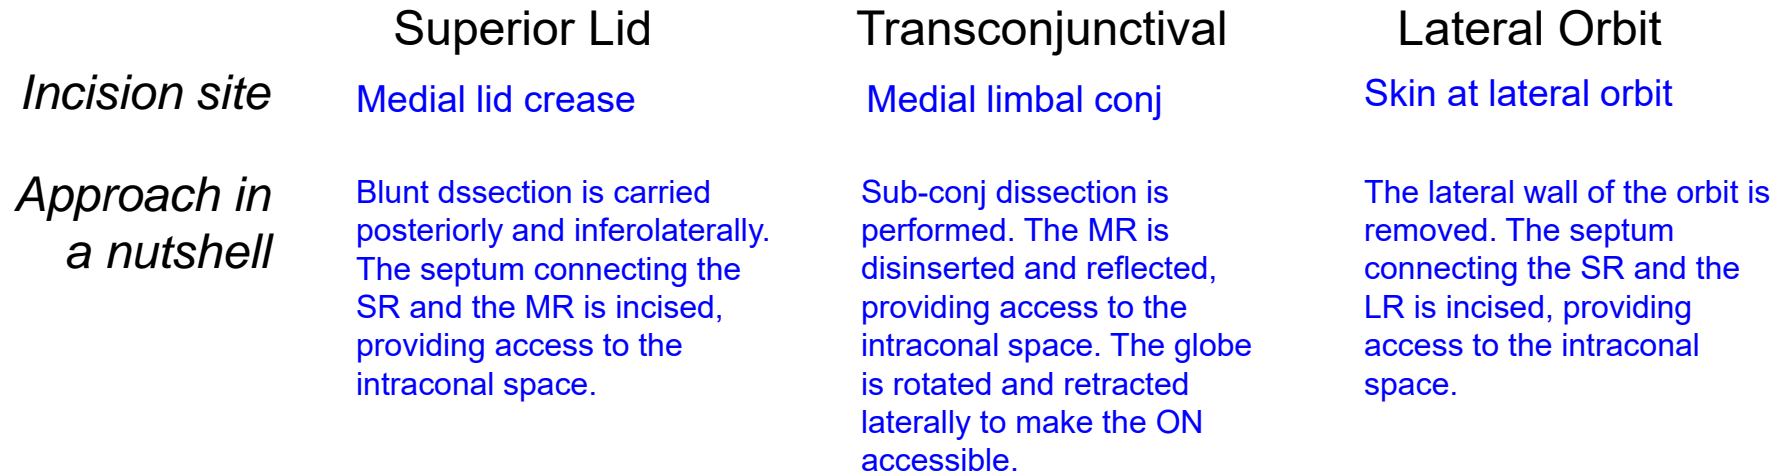 Superior Lid
Transconjunctival
Lateral Orbit
Incision site
Medial lid crease
Medial limbal conj
Skin at lateral orbit
Approach in
a nutshell
Blunt dssection is carried
posteriorly and inferolaterally.
The septum connecting the
SR and the MR is incised,
providing access to the
intraconal space.
Sub-conj dissection is
performed. The MR is
disinserted and reflected,
providing access to the
intraconal space. The globe
is rotated and retracted
laterally to make the ON
accessible.
The lateral wall of the orbit is
removed. The septum
connecting the SR and the
LR is incised, providing
access to the intraconal
space.